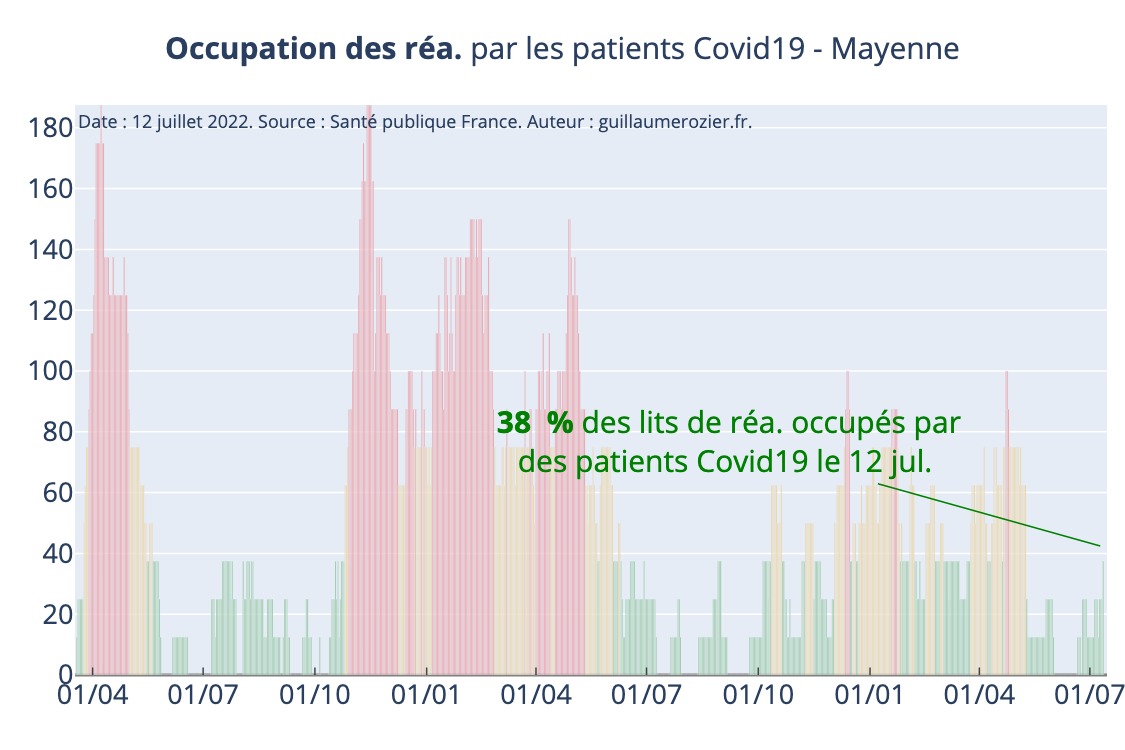 Occupation des réa. par les patients Covid19 - Mayenne
Date : 12 juillet 2022. Source : Santé publique France. Auteur : guillaumerozier.fr.
180
160
140
120
100
80
60
40
20
0
38  % des lits de réa. occupés par
des patients Covid19 le 12 jul.
01/04 01/07 01/10 01/01 01/04 01/07 01/10 01/01 01/04 01/07